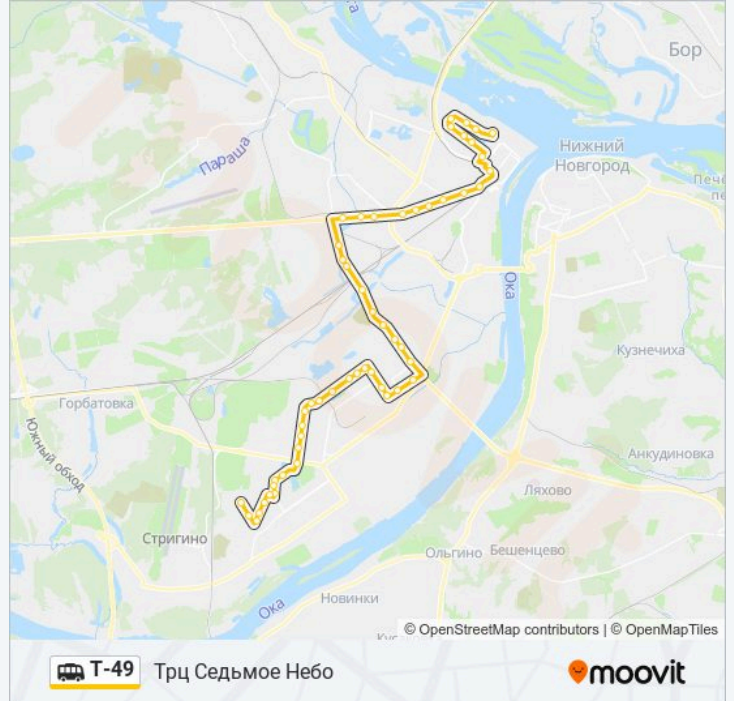 Бор
Параша
Нижний
Новгород
Ока
Кузнечиха
Горбатовка
Южный обход
Анкудиновка
Ляхово
Стригино
Ольгино
Бешенцево
Новинки
Ока
© OpenStreetMap contributors | © OpenMapTiles
T-49
Трц Седьмое Небо
moovit